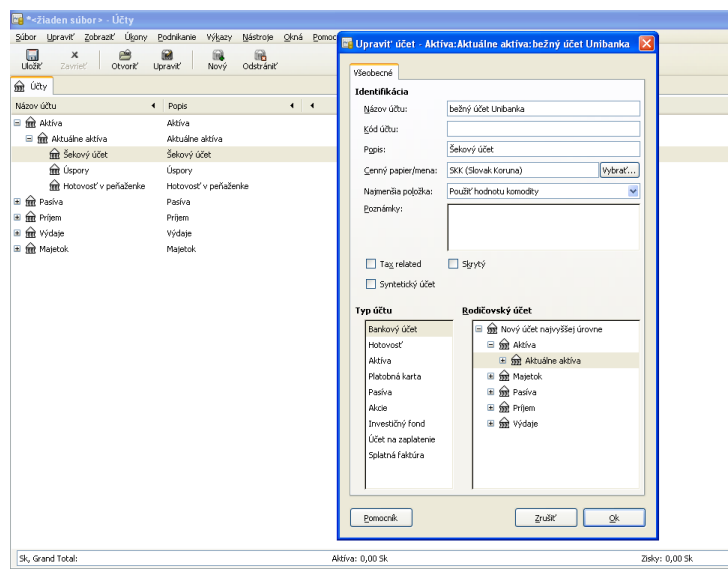 *<žiaden súbor> - Účty
Súbor Upraviť Zobraziť Úkony Podnikanie Výkazy Nástroje Okná Pomoc
Uložiť Zavrieť Otvoriť Upraviť Nový Odstrániť
Účty
Názov účtu Popis
Aktíva Aktíva
Aktuálne aktíva Aktuálne aktíva
Šekový účet Šekový účet
Úspory Úspory
Hotovosť v peňaženke Hotovosť v peňaženke
Pasíva Pasíva
Príjem Príjem
Výdaje Výdaje
Majetok Majetok
Sk, Grand Total: Aktíva: 0,00 Sk Zisky: 0,00 Sk
Upraviť účet - Aktíva:Aktuálne aktíva:bežný účet Unibanka
Všeobecné
Identifikácia
Názov účtu: bežný účet Unibanka
Kód účtu:
Popis: Šekový účet
Cenný papier/mena: SKK (Slovak Koruna) Vybrať...
Najmenšia položka: Použiť hodnotu komodity
Poznámky:
Tax related Skrytý
Syntetický účet
Typ účtu
Bankový účet
Hotovosť
Aktíva
Platobná karta
Pasíva
Akcie
Investičný fond
Účet na zaplatenie
Splatná faktúra
Rodičovský účet
Nový účet najvyššej úrovne
Aktíva
Aktuálne aktíva
Majetok
Pasíva
Príjem
Výdaje
Pomocník Zrušiť Ok